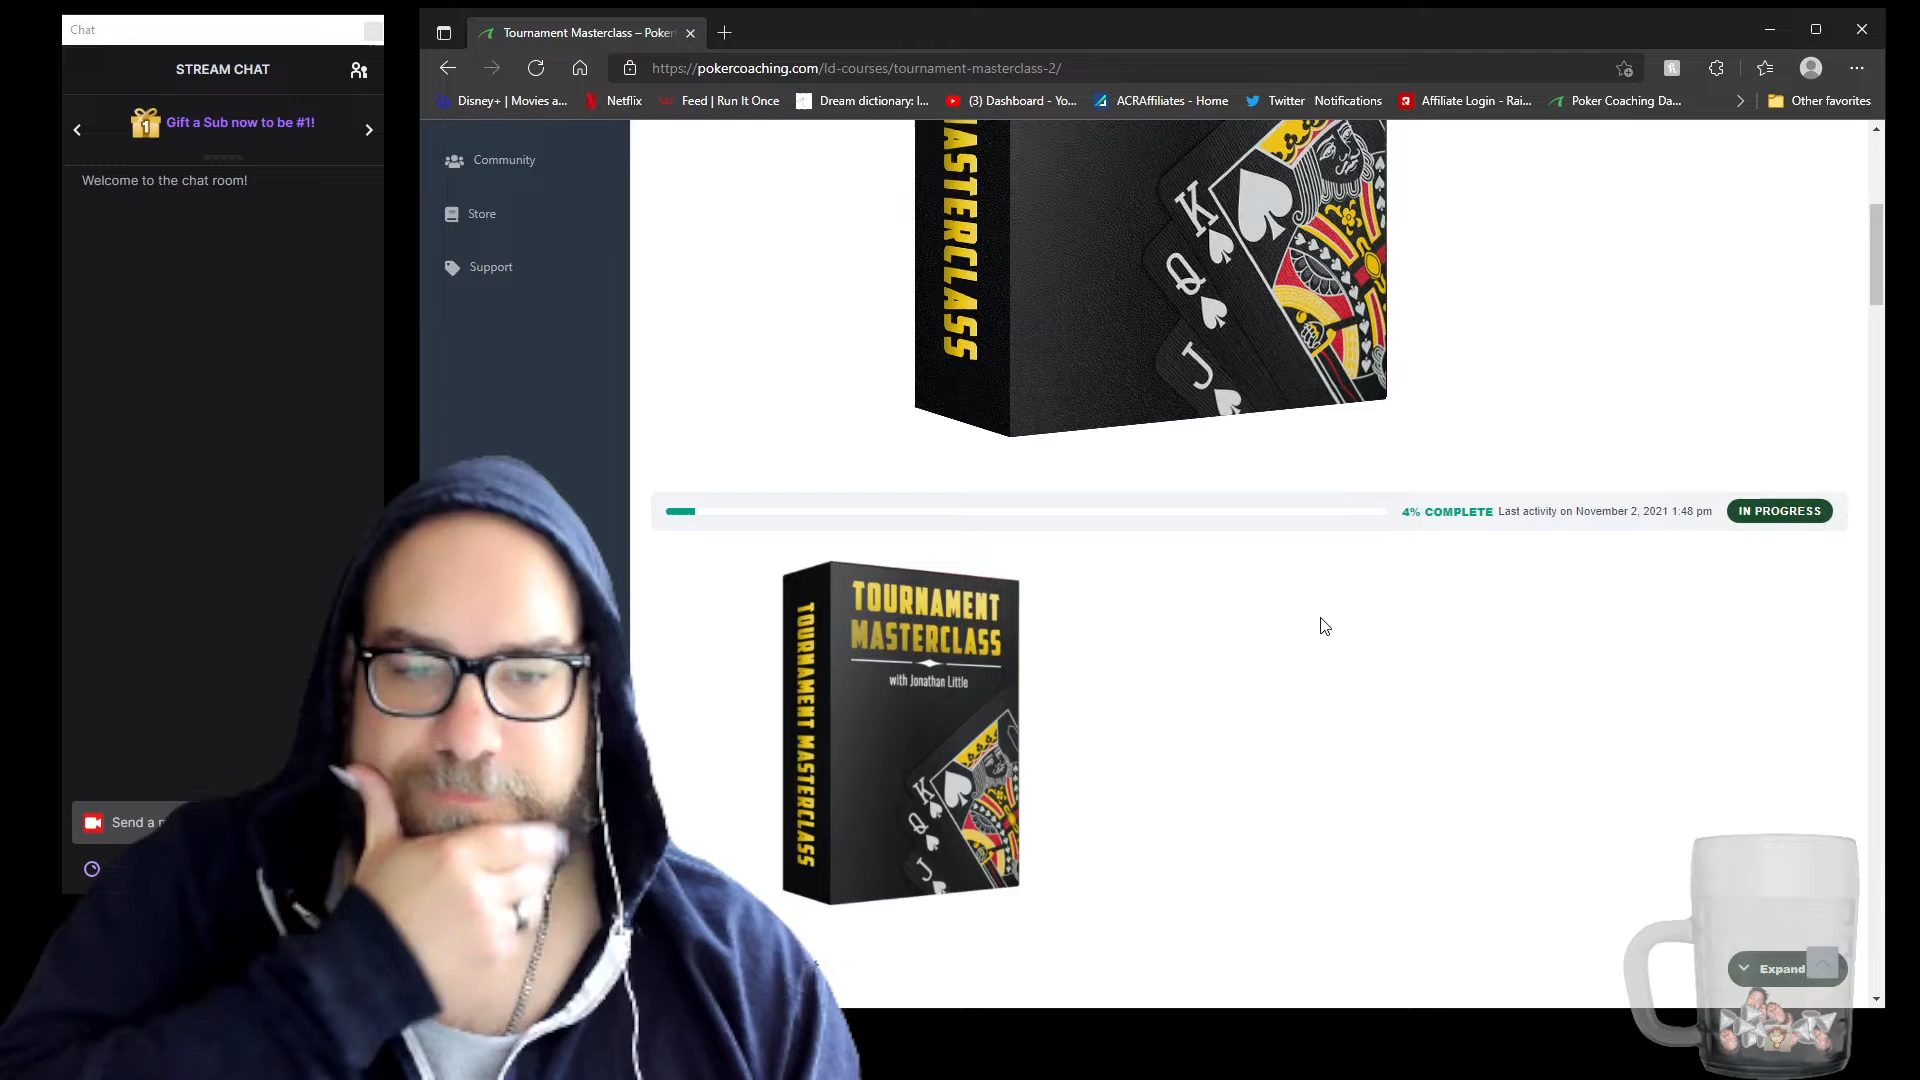 Chat
STREAM CHAT
1
Gift a Sub now to be #1!
Welcome to the chat room!
Send a
Tournament Masterclass – Poker
https://pokercoaching.com/ld-courses/tournament-masterclass-2/
Disney+ | Movies a...
Netflix
Feed | Run It Once
Dream dictionary: I...
(3) Dashboard - Yo...
ACRAffiliates - Home
Twitter
Notifications
Affiliate Login - Rai...
Poker Coaching Da...
Other favorites
Community
Store
Support
MASTERCLASS
K
Q
J
4% COMPLETE
Last activity on November 2, 2021 1:48 pm
IN PROGRESS
TOURNAMENT MASTERCLASS
TOURNAMENT
MASTERCLASS
with Jonathan Little
K
Q
J
Expand